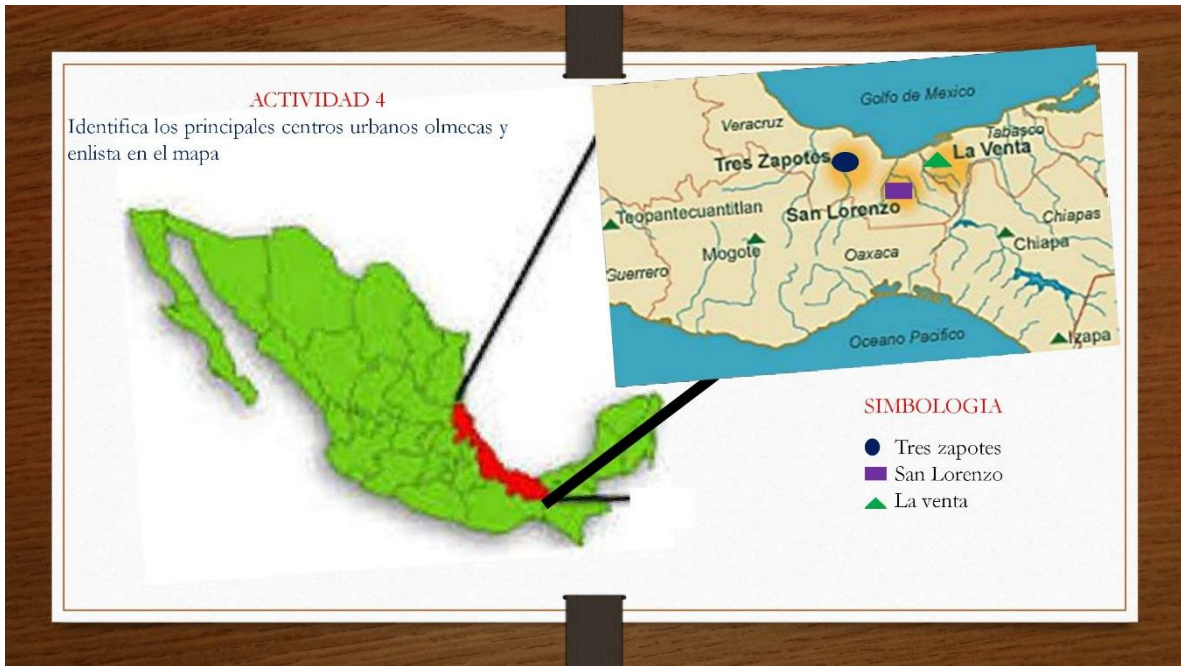 ACTIVIDAD 4
Identifica los principales centros urbanos olmecas y
enlista en el mapa
Golfo de Mexico
Veracruz
Tabasco
Tres Zapotes
La Venta
Teopantecuantitlan
San Lorenzo
Chiapas
Mogote
Oaxaca
Chiapa
Guerrero
Oceano Pacifico
Izapa
SIMBOLOGIA
Tres zapotes
San Lorenzo
La venta